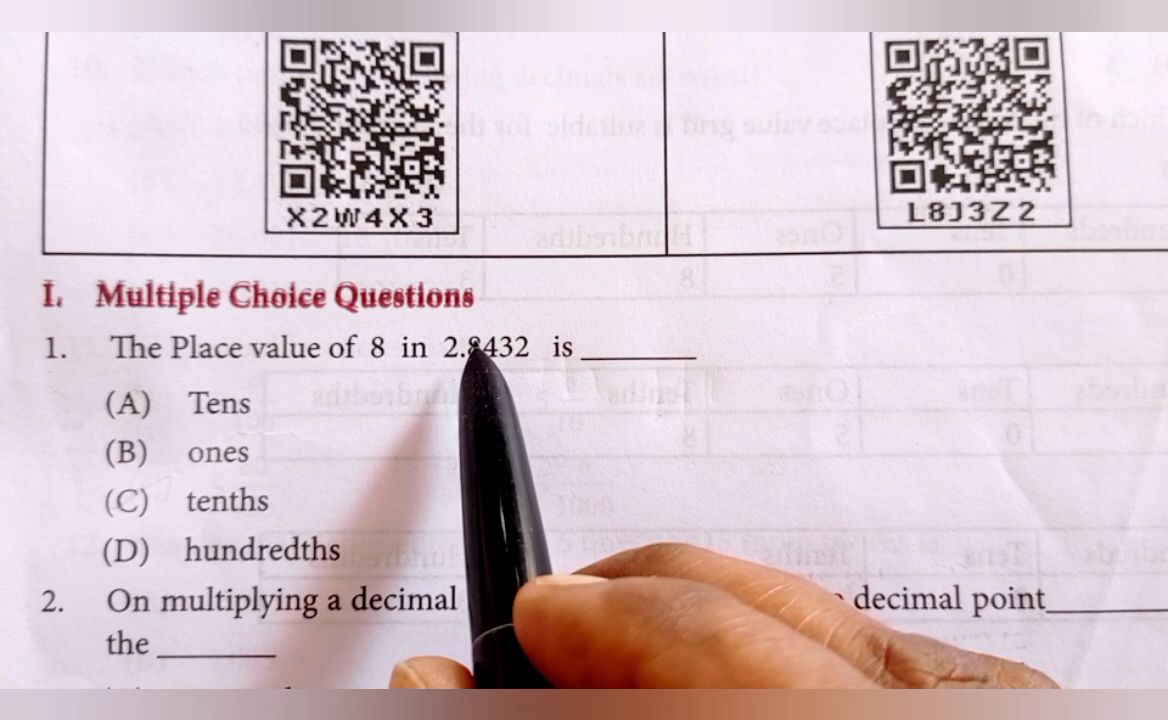 X2W4X3
L8J3Z2
I. Multiple Choice Questions
1. The Place value of 8 in 2.8432 is ________
(A) Tens
(B) ones
(C) tenths
(D) hundredths
2. On multiplying a decimal decimal point________
the ________